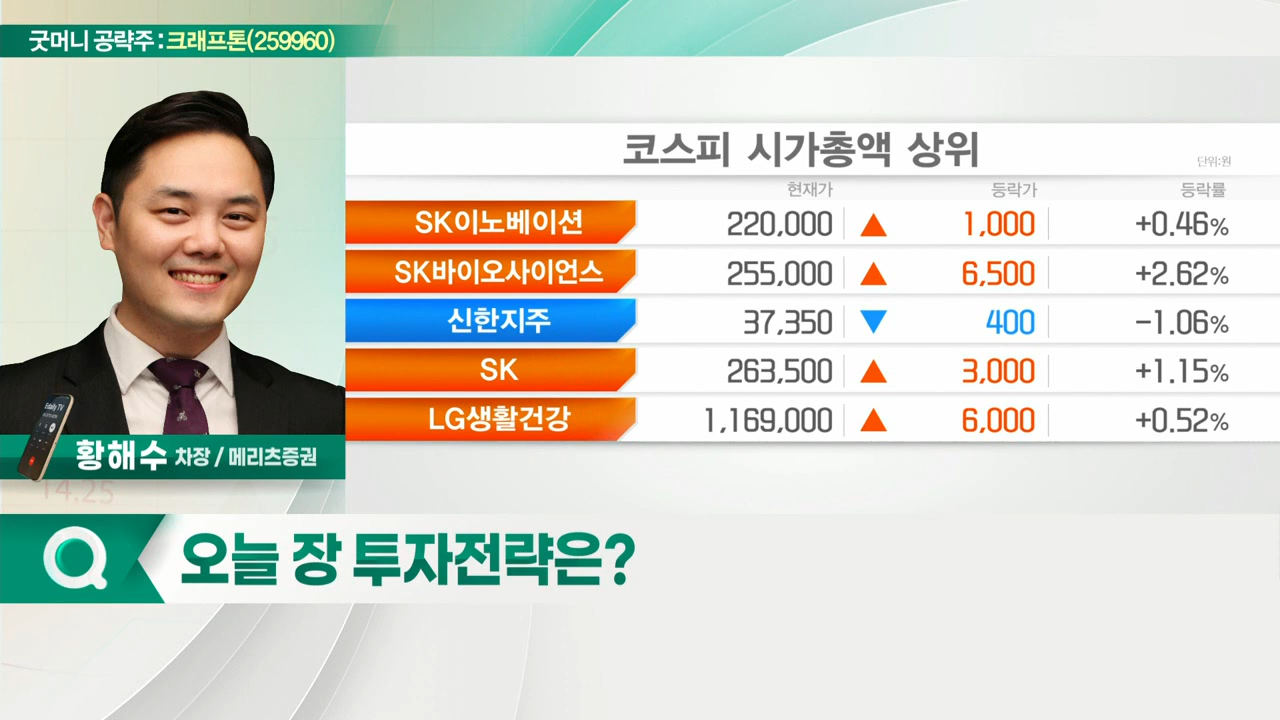 굿머니 공략주 : 크래프톤(259960)
코스피 시가총액 상위
단위:원
현재가 등락가 등락률
SK이노베이션 220,000 ▲ 1,000 +0.46%
SK바이오사이언스 255,000 ▲ 6,500 +2.62%
신한지주 37,350 ▼ 400 -1.06%
SK 263,500 ▲ 3,000 +1.15%
LG생활건강 1,169,000 ▲ 6,000 +0.52%
Edaily TV
황해수 차장 / 메리츠증권
14.25
Q 오늘 장 투자전략은?